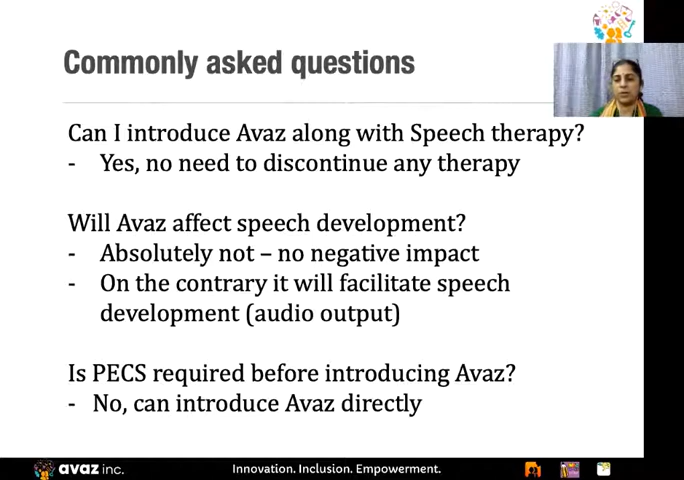 Commonly asked questions
Can I introduce Avaz along with Speech therapy?
- Yes, no need to discontinue any therapy
Will Avaz affect speech development?
- Absolutely not – no negative impact
- On the contrary it will facilitate speech
development (audio output)
Is PECS required before introducing Avaz?
- No, can introduce Avaz directly
avaz inc.
Innovation. Inclusion. Empowerment.